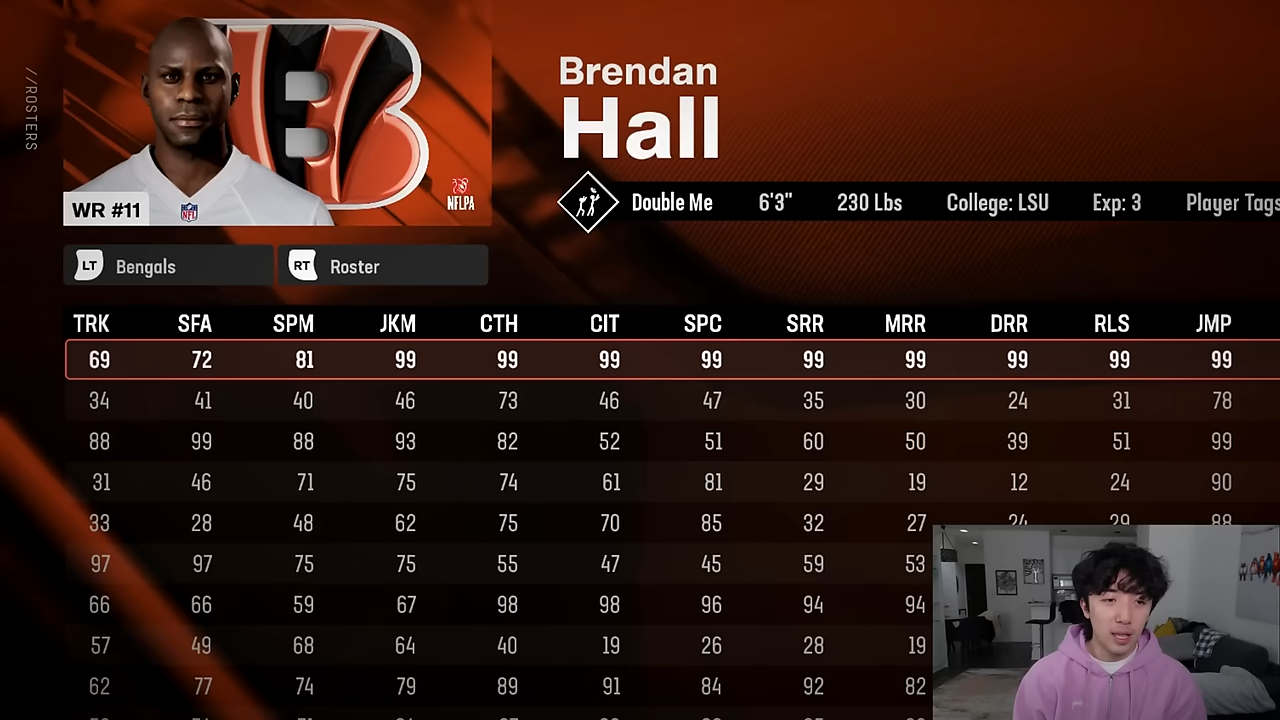 //ROSTERS
Brendan
Hall
WR #11
NFL
NFLPA
Double Me 6'3" 230 Lbs College: LSU Exp: 3 Player Tags
LT Bengals RT Roster
TRK SFA SPM JKM CTH CIT SPC SRR MRR DRR RLS JMP
69 72 81 99 99 99 99 99 99 99 99 99
34 41 40 46 73 46 47 35 30 24 31 78
88 99 88 93 82 52 51 60 50 39 51 99
31 46 71 75 74 61 81 29 19 12 24 90
33 28 48 62 75 70 85 32 27 24 29 88
97 97 75 75 55 47 45 59 53
66 66 59 67 98 98 96 94 94
57 49 68 64 40 19 26 28 19
62 77 74 79 89 91 84 92 82